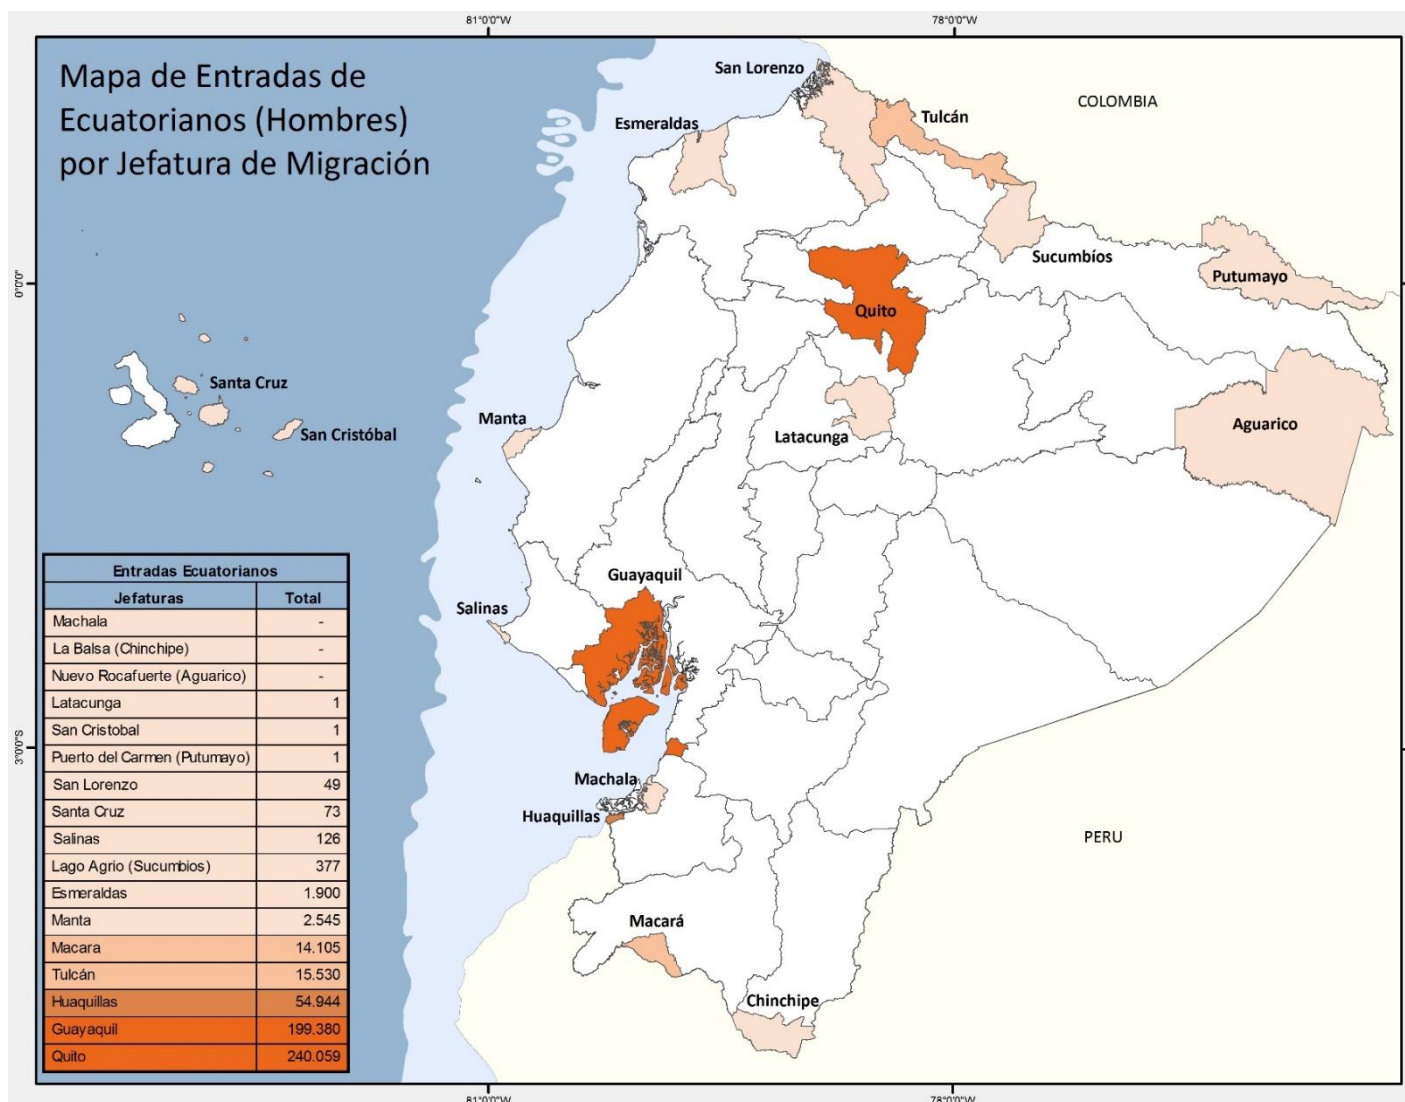 81°0'0"W
78°0'0"W
Mapa de Entradas de
Ecuatorianos (Hombres)
por Jefatura de Migración
San Lorenzo
COLOMBIA
Tulcán
Esmeraldas
Sucumbíos
Putumayo
0°0'0"
Quito
Santa Cruz
San Cristóbal
Manta
Latacunga
Aguarico
Guayaquil
Salinas
Machala
Huaquillas
3°0'0"S
PERU
Macará
Chinchipe
Entradas Ecuatorianos
Jefaturas Total
Machala -
La Balsa (Chinchipe) -
Nuevo Rocafuerte (Aguarico) -
Latacunga 1
San Cristobal 1
Puerto del Carmen (Putumayo) 1
San Lorenzo 49
Santa Cruz 73
Salinas 126
Lago Agrio (Sucumbios) 377
Esmeraldas 1.900
Manta 2.545
Macara 14.105
Tulcán 15.530
Huaquillas 54.944
Guayaquil 199.380
Quito 240.059
81°0'0"W
78°0'0"W